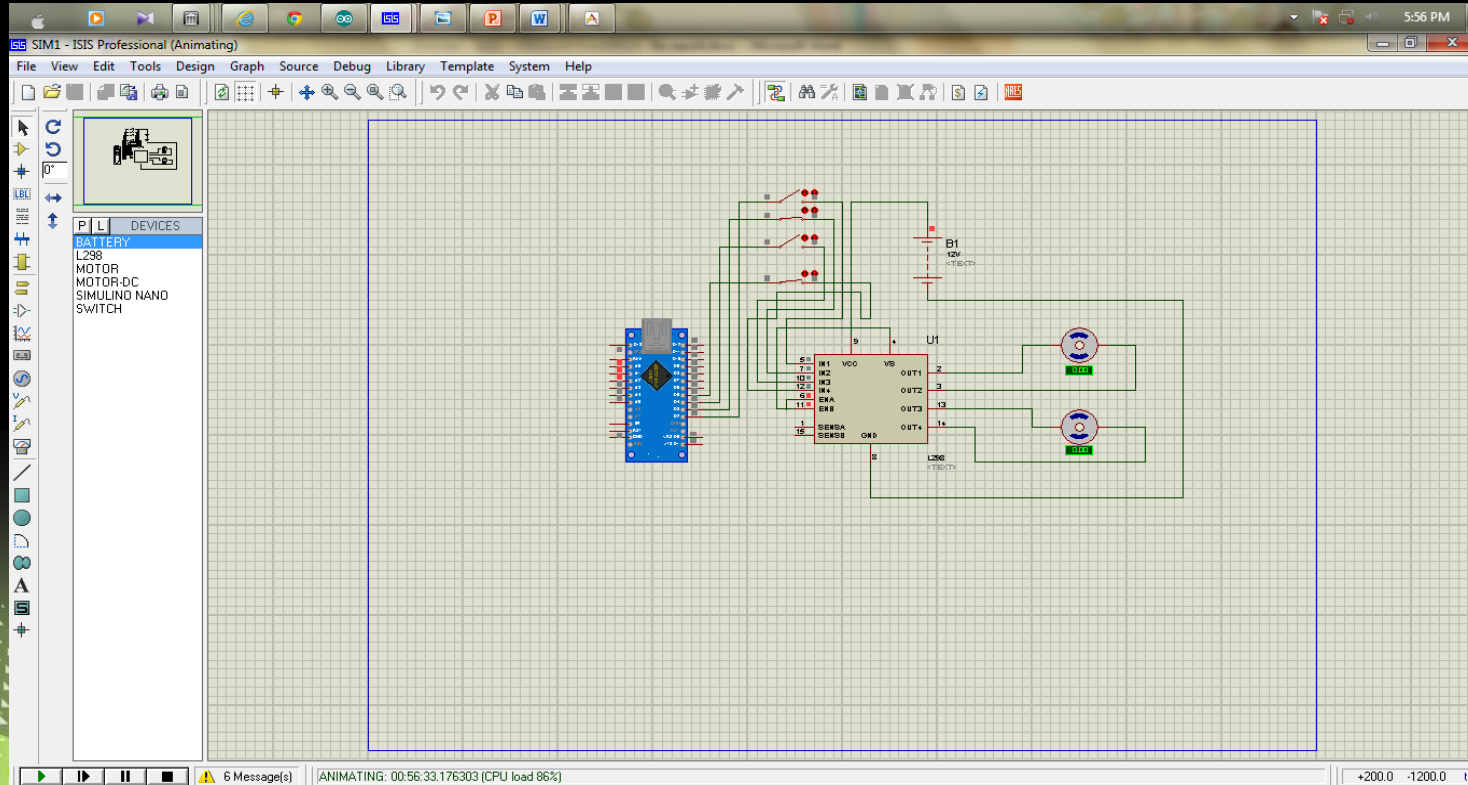 5:56 PM
SIM1 - ISIS Professional (Animating)
File View Edit Tools Design Graph Source Debug Library Template System Help
0°
LBL
P L DEVICES
BATTERY
L298
MOTOR
MOTOR-DC
SIMULINO NANO
SWITCH
B1
12V
<TEXT>
U1
9 4
5 IN1 VCC VS OUT1 2
7 IN2 OUT2 3
10 IN3 OUT3 13
12 IN4 OUT4 14
6 ENA
11 ENB
1 SENSA
15 SENSB GND
8
L298
<TEXT>
0.00
0.00
6 Message(s) ANIMATING: 00:56:33.176303 (CPU load 86%) +200.0 -1200.0